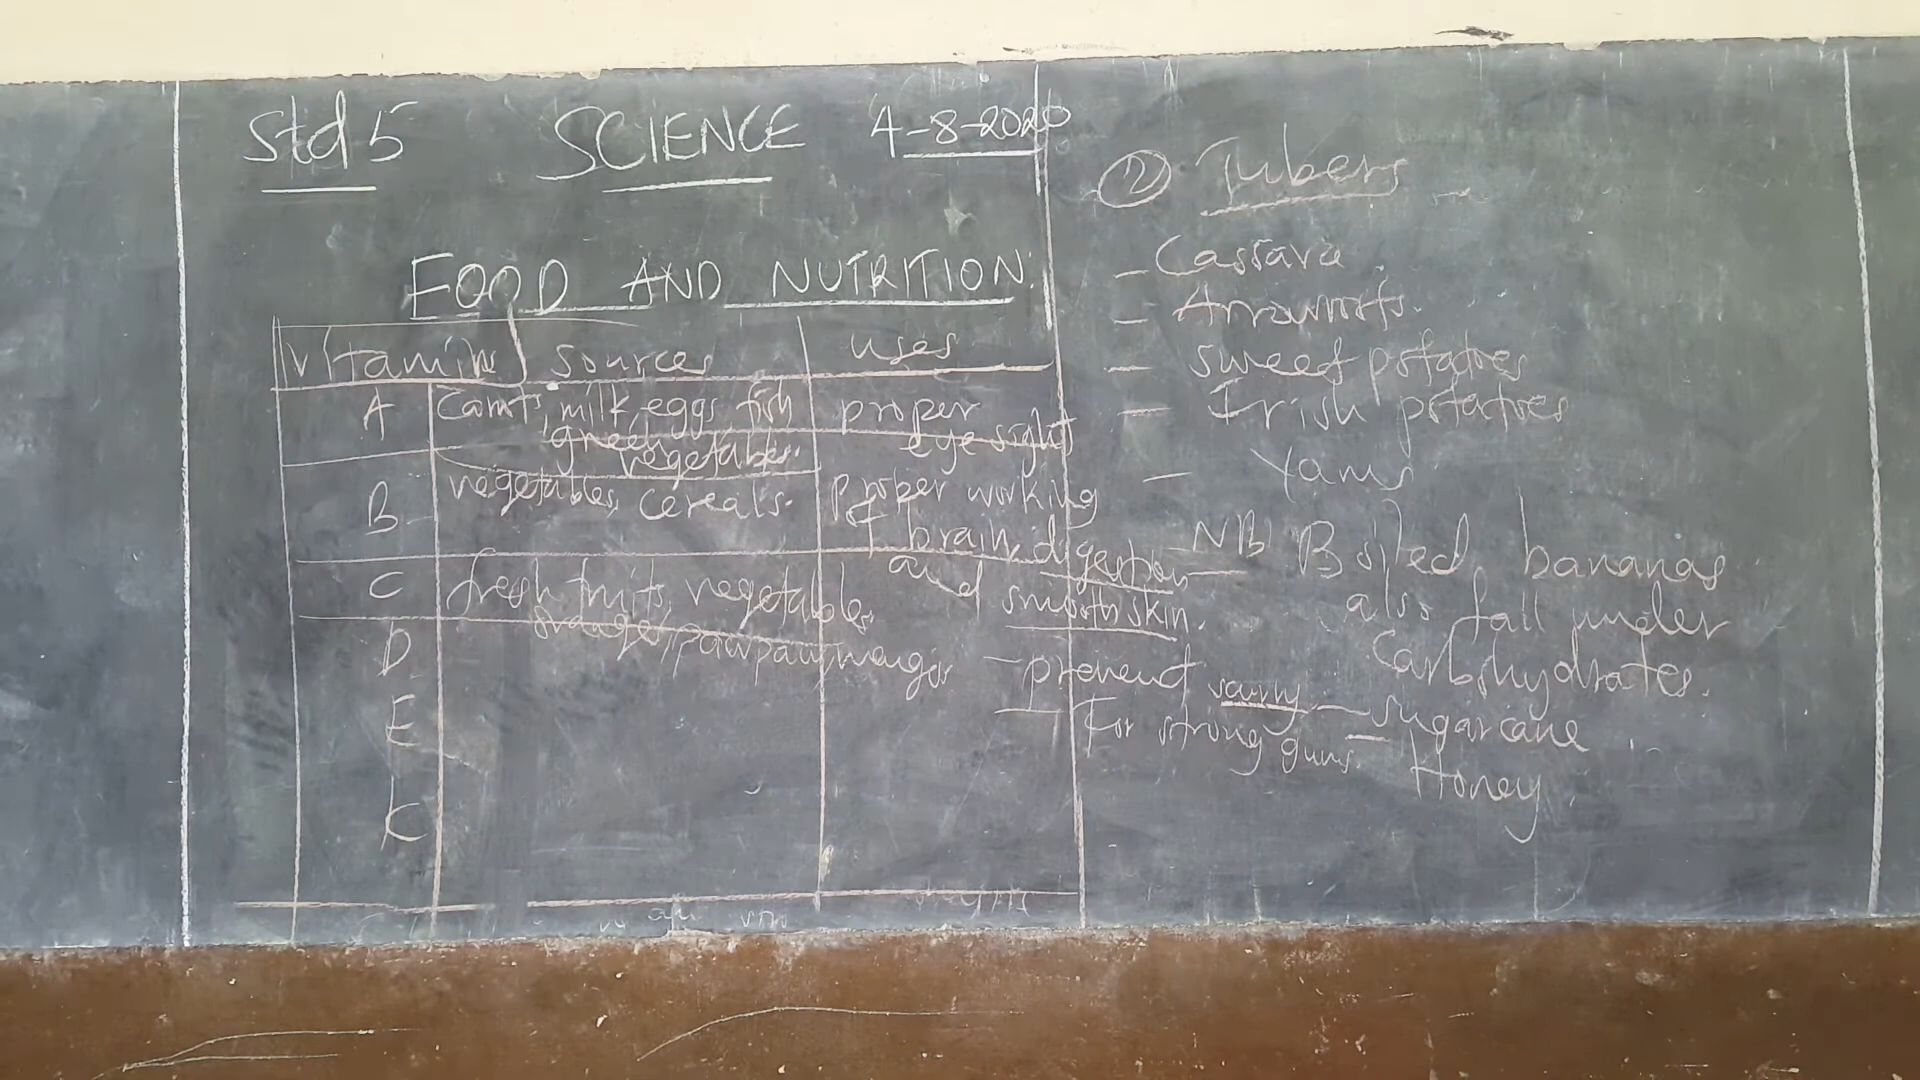 Std 5 SCIENCE 4-8-2020
FOOD AND NUTRITION.
Vitamins sources uses
A Carrots, milk, eggs, fish proper
green eye sight
vegetables.
B vegetables, cereals. Proper working
of brain, digestion
and smooth skin.
C fresh fruits, vegetables
oranges, pawpaw, mangoes - prevent scurvy
- For strong gums.
D
E
C
② Tubers
- Cassava
- Arrowroots.
- sweet potatoes
- Irish potatoes
- Yams
NB Boiled bananas
also fall under
Carbohydrates.
- Sugarcane
- Honey.